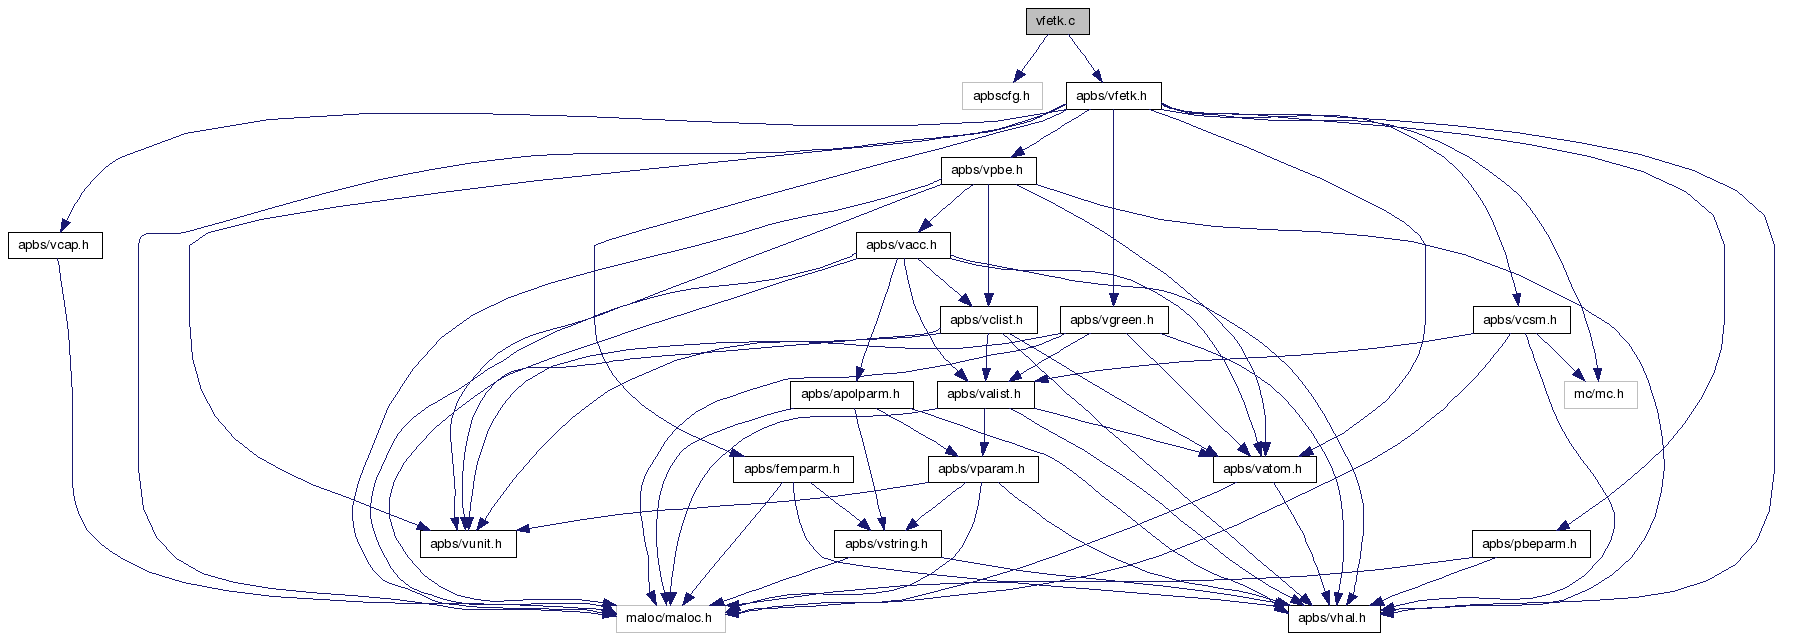 vfetk.c
apbscfg.h
apbs/vfetk.h
apbs/vpbe.h
apbs/vcap.h
apbs/vacc.h
apbs/vclist.h
apbs/vgreen.h
apbs/vcsm.h
apbs/apolparm.h
apbs/valist.h
mc/mc.h
apbs/femparm.h
apbs/vparam.h
apbs/vatom.h
apbs/vunit.h
apbs/vstring.h
apbs/pbeparm.h
maloc/maloc.h
apbs/vhal.h